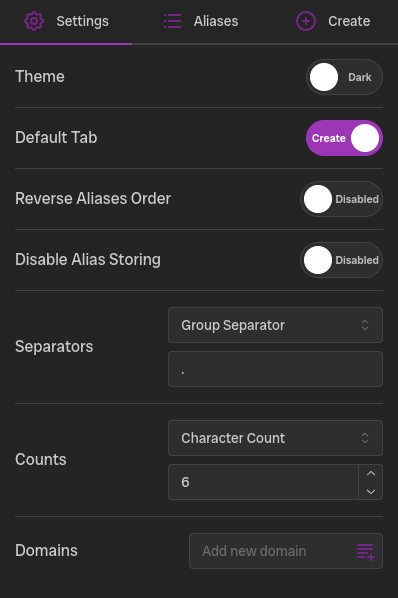 Settings Aliases Create
Theme Dark
Default Tab Create
Reverse Aliases Order Disabled
Disable Alias Storing Disabled
Group Separator
Separators
.
Character Count
Counts
6
Domains Add new domain